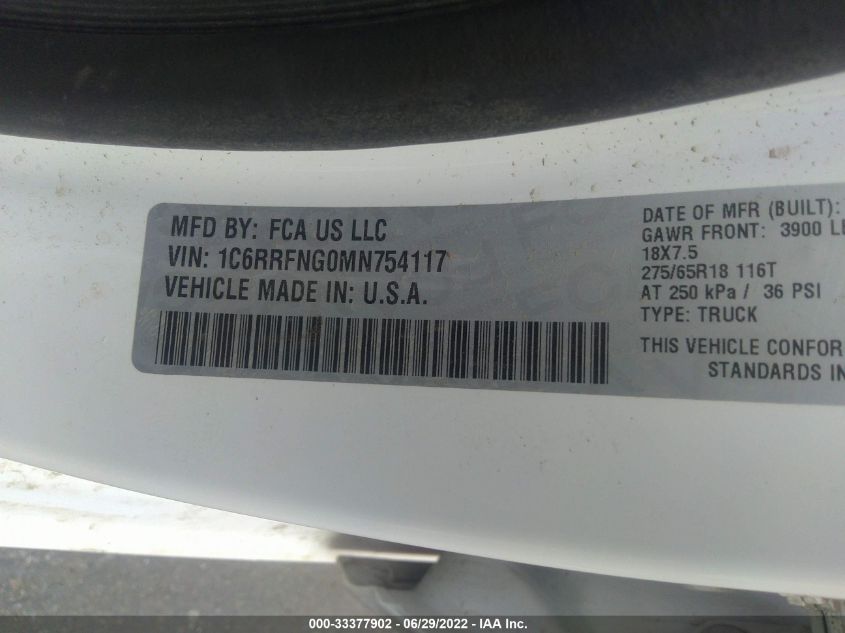 MFD BY: FCA US LLC
VIN: 1C6RRFNG0MN754117
VEHICLE MADE IN: U.S.A.
DATE OF MFR (BUILT):
GAWR FRONT: 3900
18X7.5
275/65R18 116T
AT 250 kPa / 36 PSI
TYPE: TRUCK
THIS VEHICLE
STANDARDS IN
000-33377902 - 06/29/2022 - IAA Inc.